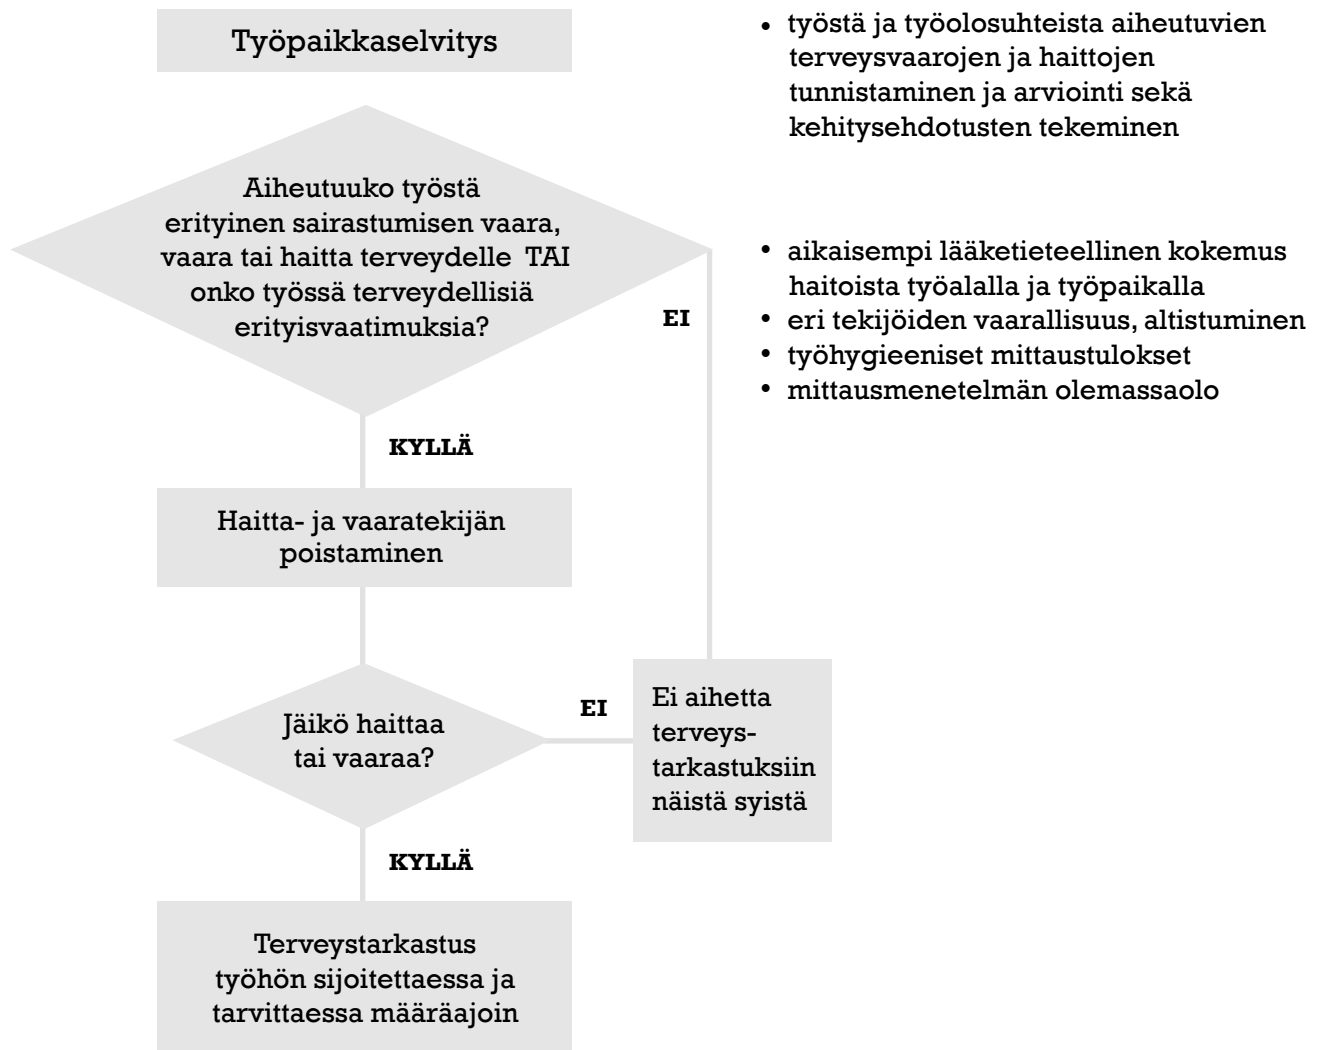 Työpaikkaselvitys
• työstä ja työolosuhteista aiheutuvien
terveysvaarojen ja haittojen
tunnistaminen ja arviointi sekä
kehitysehdotusten tekeminen
Aiheutuuko työstä
erityinen sairastumisen vaara,
vaara tai haitta terveydelle TAI
onko työssä terveydellisiä
erityisvaatimuksia?
EI
• aikaisempi lääketieteellinen kokemus
haitoista työalalla ja työpaikalla
• eri tekijöiden vaarallisuus, altistuminen
• työhygieeniset mittaustulokset
• mittausmenetelmän olemassaolo
KYLLÄ
Haitta- ja vaaratekijän
poistaminen
Jäikö haittaa
tai vaaraa?
EI
Ei aihetta
terveys-
tarkastuksiin
näistä syistä
KYLLÄ
Terveystarkastus
työhön sijoitettaessa ja
tarvittaessa määräajoin